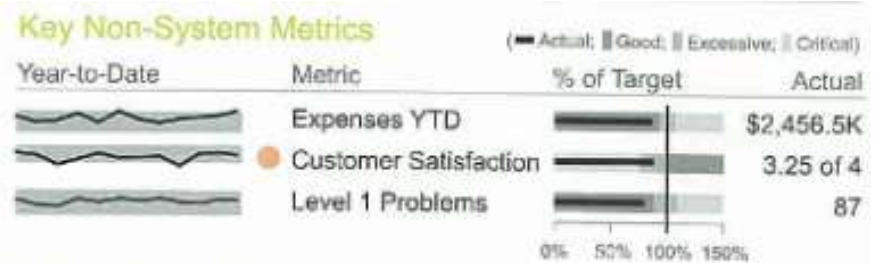 Key Non-System Metrics
(Actual; Good; Excessive; Critical)
Year-to-Date Metric % of Target Actual
Expenses YTD $2,456.5K
Customer Satisfaction 3.25 of 4
Level 1 Problems 87
0% 50% 100% 150%